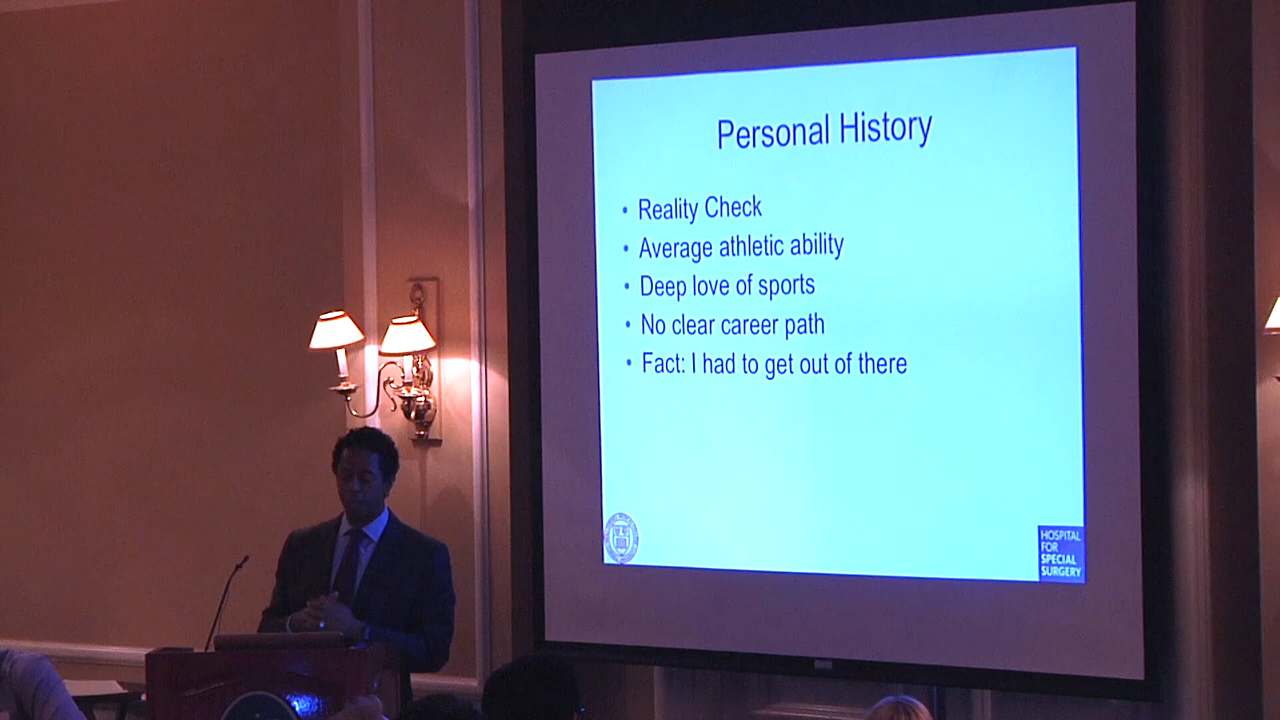 Personal History
• Reality Check
• Average athletic ability
• Deep love of sports
• No clear career path
• Fact: I had to get out of there
HOSPITAL
FOR
SPECIAL
SURGERY